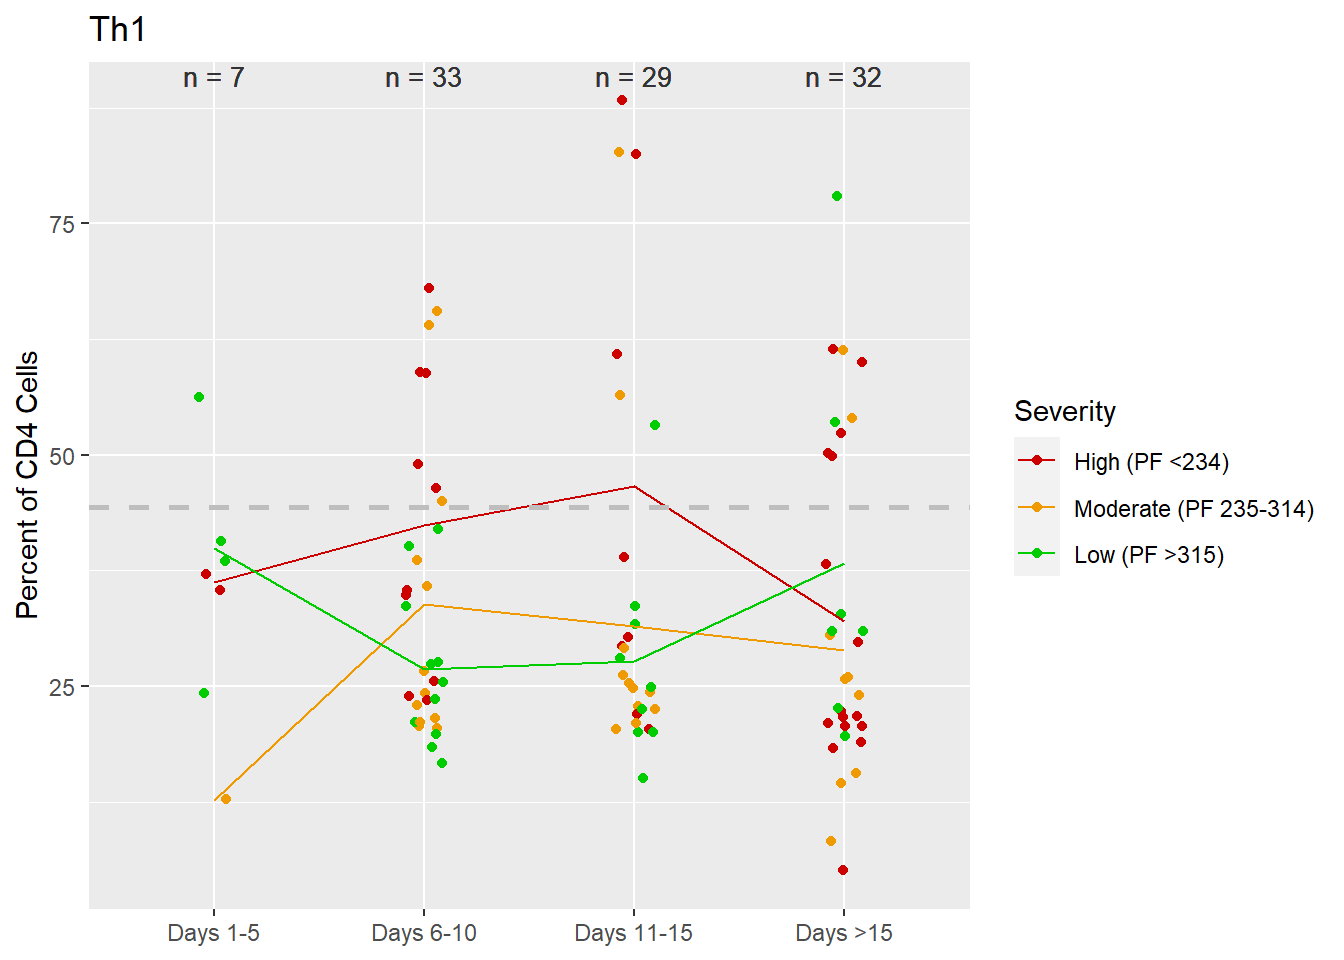 Th1
n = 7
n = 33
n = 29
n = 32
75
50
25
Percent of CD4 Cells
Days 1-5
Days 6-10
Days 11-15
Days >15
Severity
High (PF <234)
Moderate (PF 235-314)
Low (PF >315)